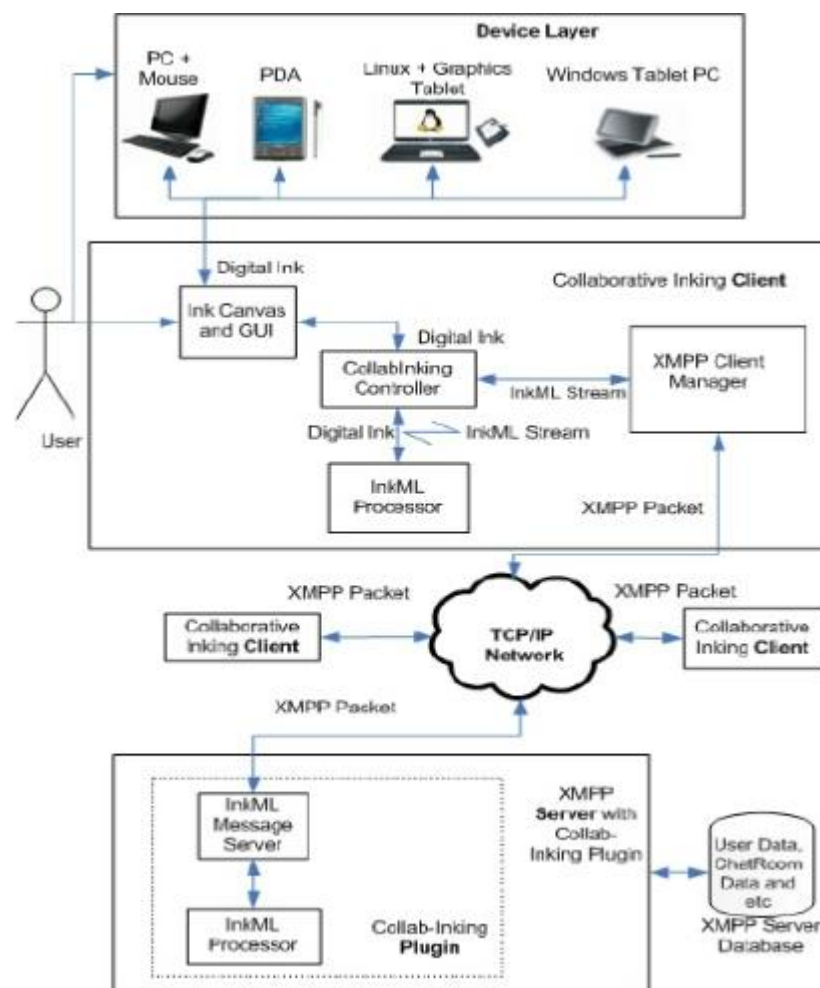 Device Layer
PC +
Mouse
PDA
Linux + Graphics
Tablet
Windows Tablet PC
Digital Ink
Collaborative Inking Client
Ink Canvas
and GUI
Digital Ink
CollabInking
Controller
XMPP Client
Manager
InkML Stream
User
Digital Ink
InkML Stream
InkML
Processor
XMPP Packet
XMPP Packet
XMPP Packet
Collaborative
Inking Client
TCP/IP
Network
Collaborative
Inking Client
XMPP Packet
InkML
Message
Server
XMPP
Server with
Collab-
Inking Plugin
User Data,
ChatRoom
Data and
etc
InkML
Processor
Collab-Inking
Plugin
XMPP Server
Database